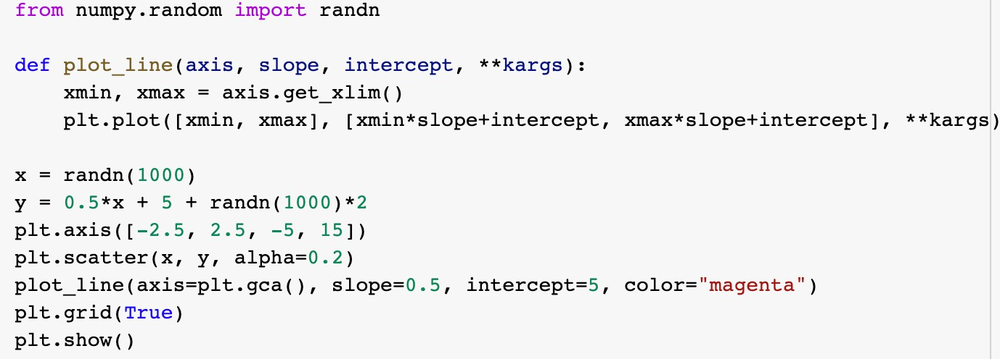 from numpy.random import randn
def plot_line(axis, slope, intercept, **kargs):
    xmin, xmax = axis.get_xlim()
    plt.plot([xmin, xmax], [xmin*slope+intercept, xmax*slope+intercept], **kargs)
x = randn(1000)
y = 0.5*x + 5 + randn(1000)*2
plt.axis([-2.5, 2.5, -5, 15])
plt.scatter(x, y, alpha=0.2)
plot_line(axis=plt.gca(), slope=0.5, intercept=5, color="magenta")
plt.grid(True)
plt.show()